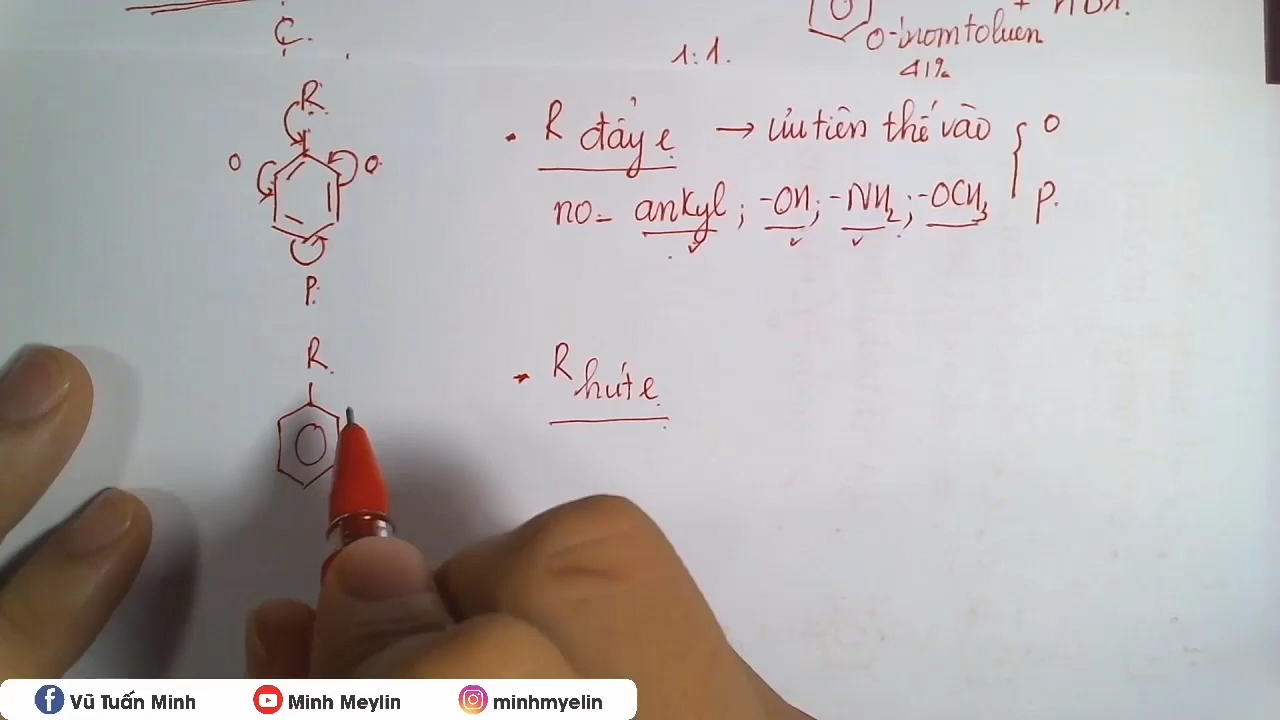 C
+ HBr.
O-bromtoluen
1:1.
41%
R
• R đẩy e → ưu tiên thế vào { O
O O
no- ankyl ; -OH; -NH2; -OCH3 P.
P.
R
• R hút e
Vũ Tuấn Minh Minh Meylin minhmyelin